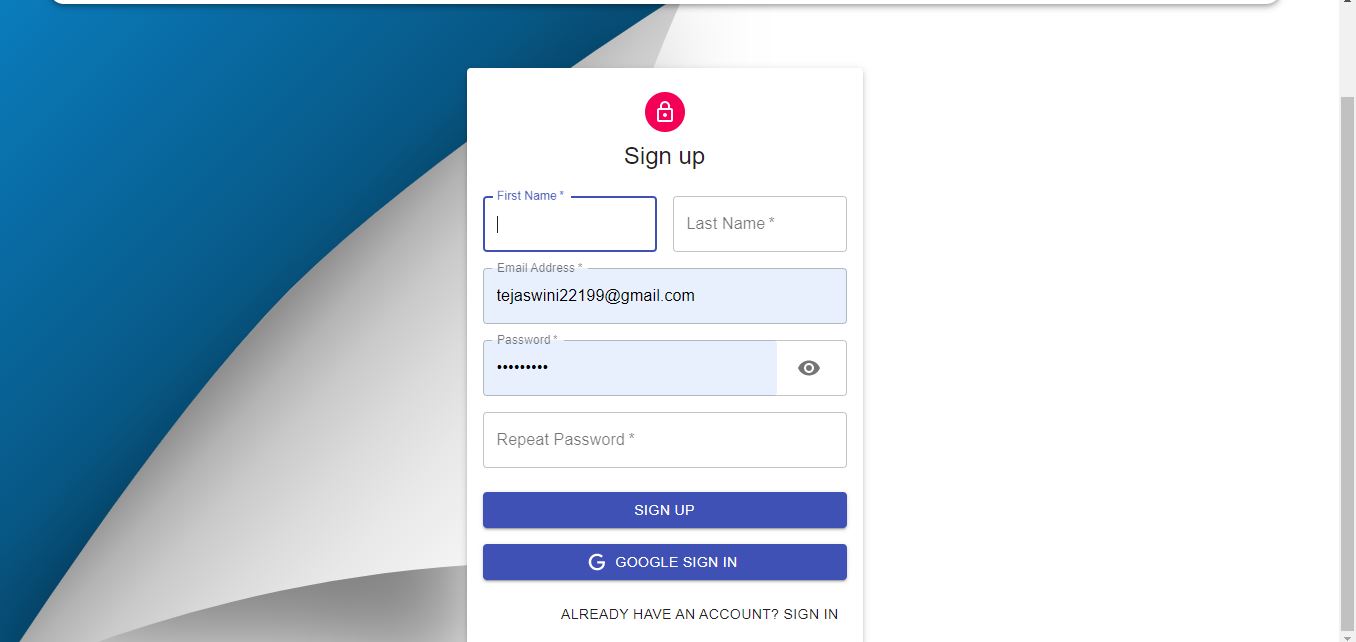 Sign up
First Name *
Last Name *
Email Address *
tejaswini22199@gmail.com
Password *
•••••••••
Repeat Password *
SIGN UP
G GOOGLE SIGN IN
ALREADY HAVE AN ACCOUNT? SIGN IN